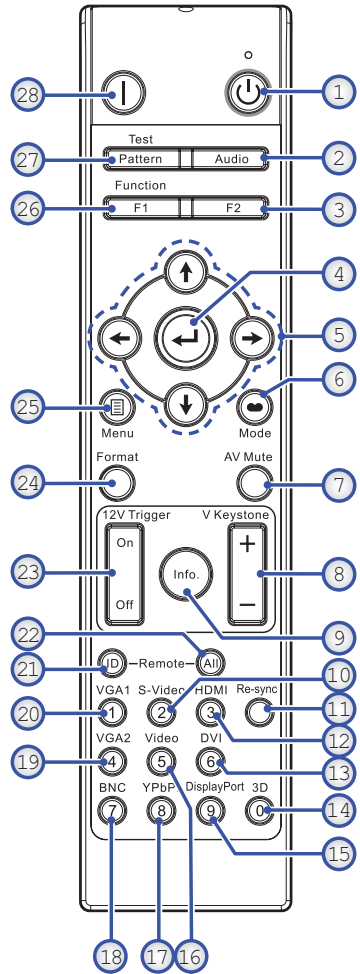 28 1
Test
27 Pattern Audio 2
Function
26 F1 F2 3
4
5
6
25 Menu Mode
Format AV Mute
24 7
12V Trigger V Keystone
On +
23 Info. 8
Off −
9
22
21 ID Remote All 10
VGA1 S-Video HDMI Re-sync 11
20 1 2 3 12
VGA2 Video DVI
19 4 5 6 13
BNC YPbP DisplayPort 3D
7 8 9 0 14
15
18 17 16